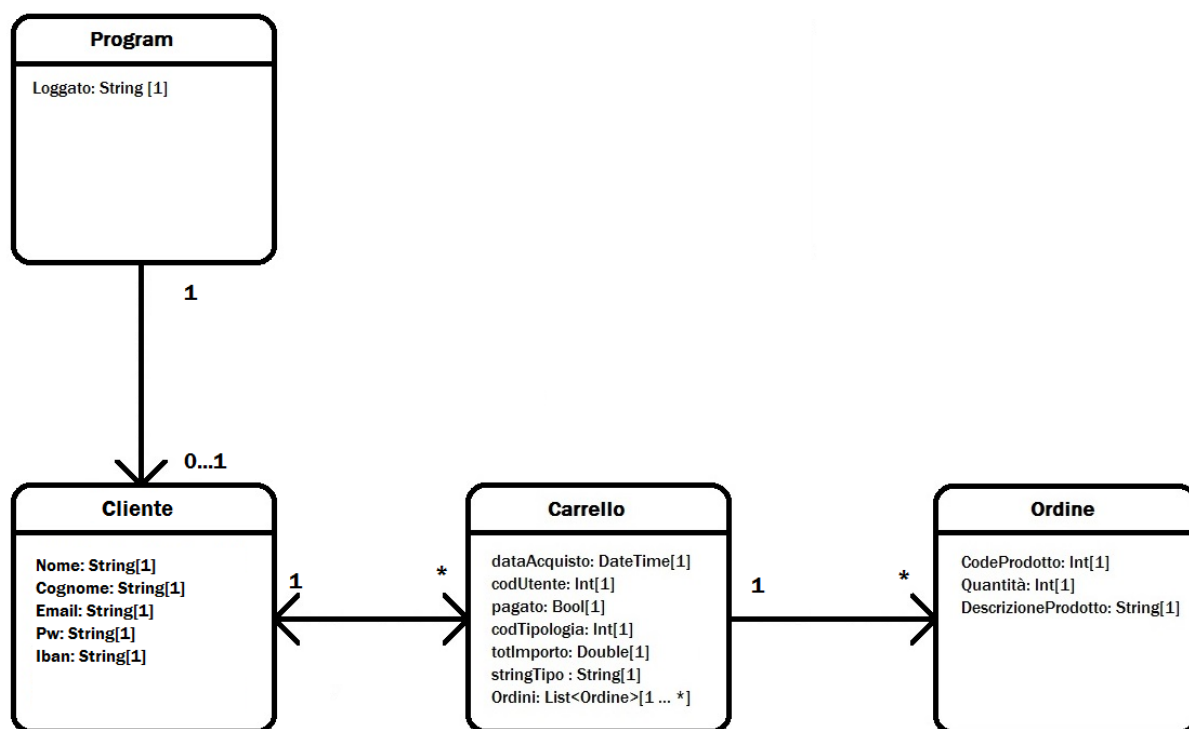 Program
Loggato: String [1]
1
0...1
Cliente
Nome: String[1]
Cognome: String[1]
Email: String[1]
Pw: String[1]
Iban: String[1]
1
*
Carrello
dataAcquisto: DateTime[1]
codUtente: Int[1]
pagato: Bool[1]
codTipologia: Int[1]
totImporto: Double[1]
stringTipo : String[1]
Ordini: List<Ordine>[1 ... *]
1
*
Ordine
CodeProdotto: Int[1]
Quantità: Int[1]
DescrizioneProdotto: String[1]